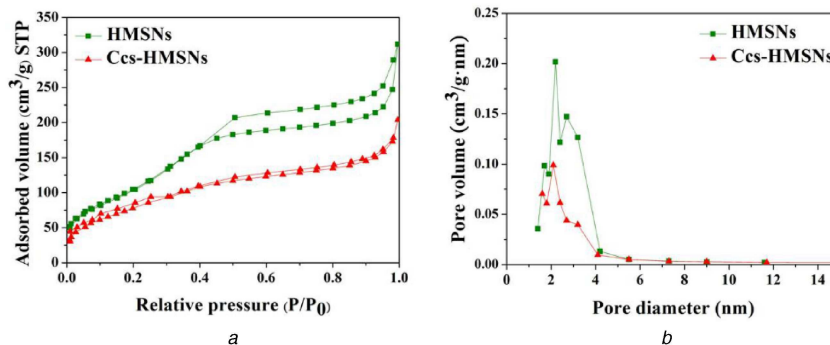 HMSNs
Ccs-HMSNs
Adsorbed volume (cm³/g) STP
350
300
250
200
150
100
50
0
0.0 0.2 0.4 0.6 0.8 1.0
Relative pressure (P/P₀)
a
HMSNs
Ccs-HMSNs
Pore volume (cm³/g·nm)
0.25
0.20
0.15
0.10
0.05
0.00
0 2 4 6 8 10 12 14
Pore diameter (nm)
b